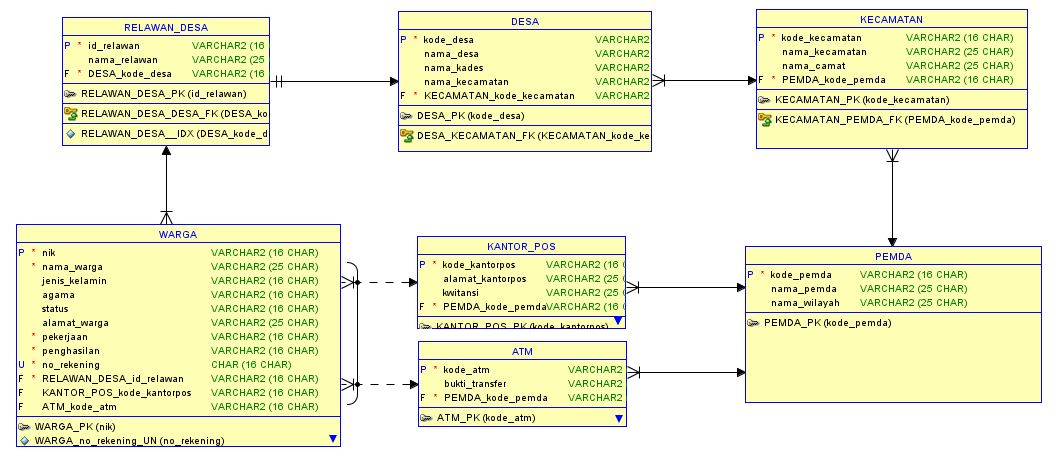 RELAWAN_DESA
P * id_relawan VARCHAR2 (16
nama_relawan VARCHAR2 (25
F * DESA_kode_desa VARCHAR2 (16
RELAWAN_DESA_PK (id_relawan)
RELAWAN_DESA_DESA_FK (DESA_ko
RELAWAN_DESA__IDX (DESA_kode_d
DESA
P * kode_desa VARCHAR2
nama_desa VARCHAR2
nama_kades VARCHAR2
nama_kecamatan VARCHAR2
F * KECAMATAN_kode_kecamatan VARCHAR2
DESA_PK (kode_desa)
DESA_KECAMATAN_FK (KECAMATAN_kode_ke
KECAMATAN
P * kode_kecamatan VARCHAR2 (16 CHAR)
nama_kecamatan VARCHAR2 (25 CHAR)
nama_camat VARCHAR2 (25 CHAR)
F * PEMDA_kode_pemda VARCHAR2 (16 CHAR)
KECAMATAN_PK (kode_kecamatan)
KECAMATAN_PEMDA_FK (PEMDA_kode_pemda)
WARGA
P * nik VARCHAR2 (16 CHAR)
* nama_warga VARCHAR2 (25 CHAR)
jenis_kelamin VARCHAR2 (16 CHAR)
agama VARCHAR2 (16 CHAR)
status VARCHAR2 (16 CHAR)
alamat_warga VARCHAR2 (25 CHAR)
* pekerjaan VARCHAR2 (16 CHAR)
* penghasilan VARCHAR2 (16 CHAR)
U * no_rekening CHAR (16 CHAR)
F * RELAWAN_DESA_id_relawan VARCHAR2 (16 CHAR)
F KANTOR_POS_kode_kantorpos VARCHAR2 (16 CHAR)
F ATM_kode_atm VARCHAR2 (16 CHAR)
WARGA_PK (nik)
WARGA_no_rekening_UN (no_rekening)
KANTOR_POS
P * kode_kantorpos VARCHAR2 (16 (
alamat_kantorpos VARCHAR2 (25 (
kwitansi VARCHAR2 (25 (
F * PEMDA_kode_pemda VARCHAR2 (16 (
KANTOR_POS_PK (kode_kantorpos)
ATM
P * kode_atm VARCHAR2
bukti_transfer VARCHAR2
F * PEMDA_kode_pemda VARCHAR2
ATM_PK (kode_atm)
PEMDA
P * kode_pemda VARCHAR2 (16 CHAR)
nama_pemda VARCHAR2 (25 CHAR)
nama_wilayah VARCHAR2 (25 CHAR)
PEMDA_PK (kode_pemda)